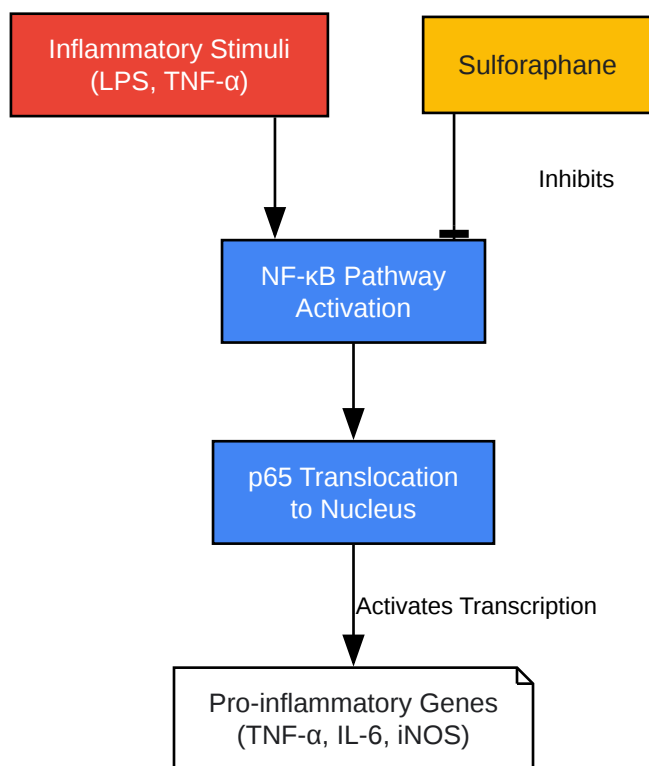 Inflammatory Stimuli
(LPS, TNF-α)
Sulforaphane
Inhibits
NF-κB Pathway
Activation
p65 Translocation
to Nucleus
Activates Transcription
Pro-inflammatory Genes
(TNF-α, IL-6, iNOS)